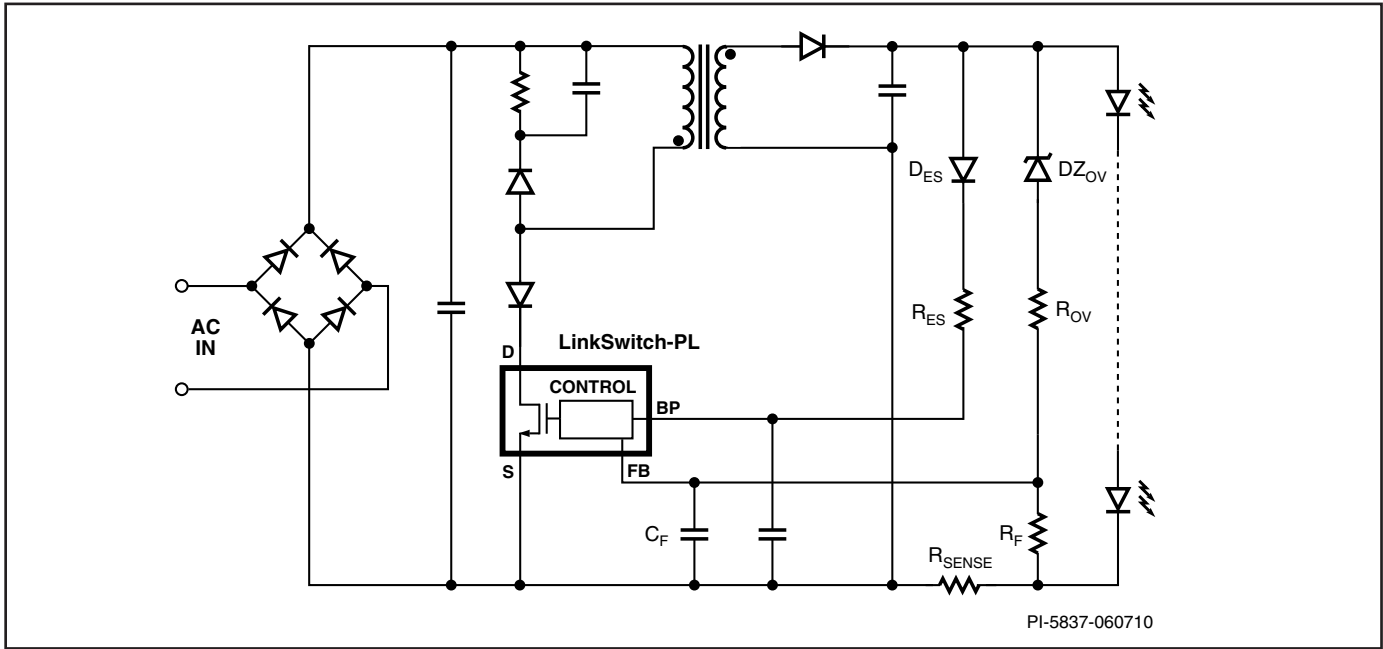 D_ES
DZ_OV
R_ES
R_OV
AC
IN
LinkSwitch-PL
D
CONTROL
BP
S
FB
C_F
R_F
R_SENSE
PI-5837-060710